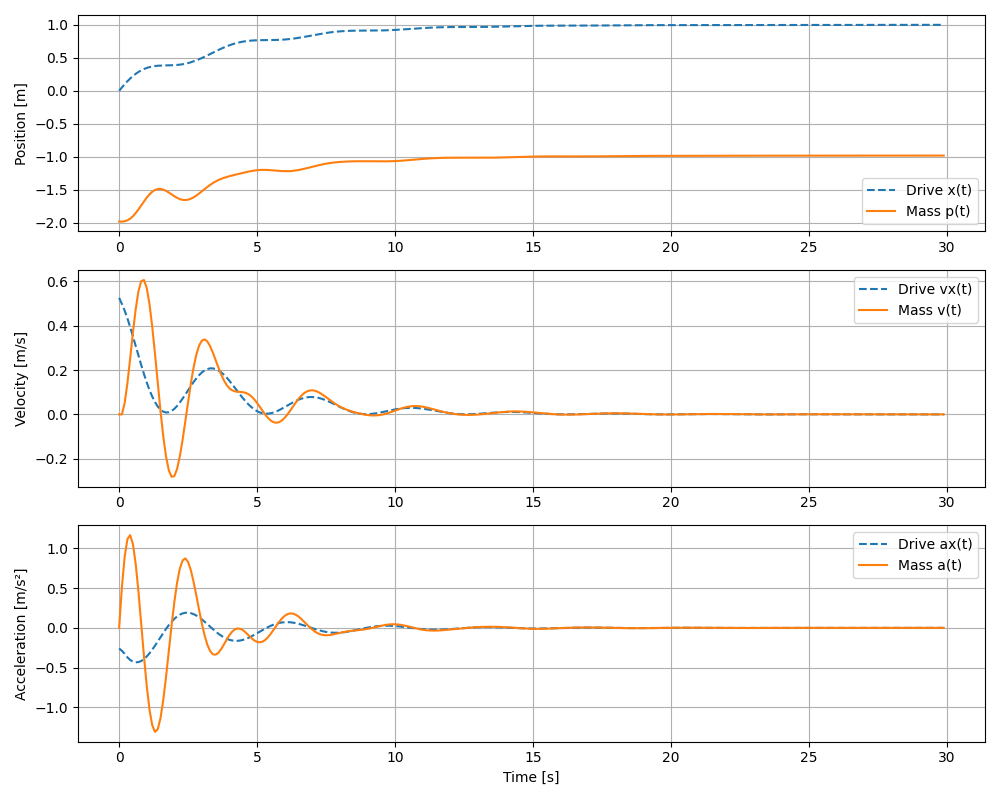 Position [m]
1.0
0.5
0.0
−0.5
−1.0
−1.5
−2.0
Drive x(t)
Mass p(t)
0 5 10 15 20 25 30
Velocity [m/s]
0.6
0.4
0.2
0.0
−0.2
Drive vx(t)
Mass v(t)
0 5 10 15 20 25 30
Acceleration [m/s²]
1.0
0.5
0.0
−0.5
−1.0
Drive ax(t)
Mass a(t)
0 5 10 15 20 25 30
Time [s]